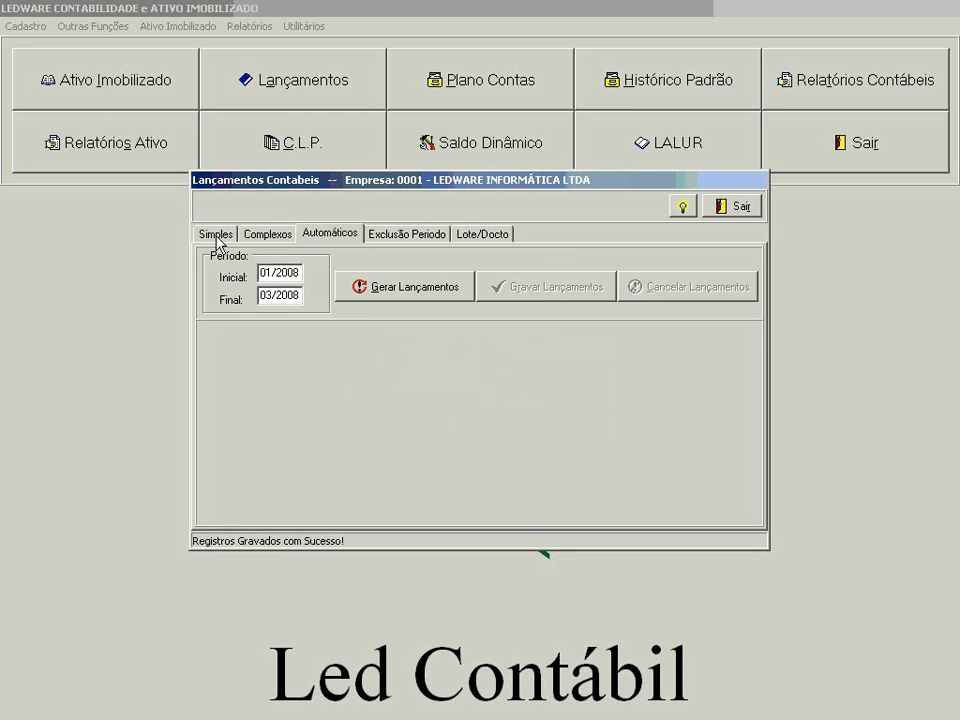 LEDWARE CONTABILIDADE e ATIVO IMOBILIZADO
Cadastro Outras Funções Ativo Imobilizado Relatórios Utilitários
Ativo Imobilizado Lançamentos Plano Contas Histórico Padrão Relatórios Contábeis
Relatórios Ativo C.L.P. Saldo Dinâmico LALUR Sair
Lançamentos Contabeis -- Empresa: 0001 - LEDWARE INFORMÁTICA LTDA
Sair
Simples Complexos Automáticos Exclusão Periodo Lote/Docto
Período:
Inicial: 01/2008
Final: 03/2008
Gerar Lançamentos Gravar Lançamentos Cancelar Lançamentos
Registros Gravados com Sucesso!
Led Contábil